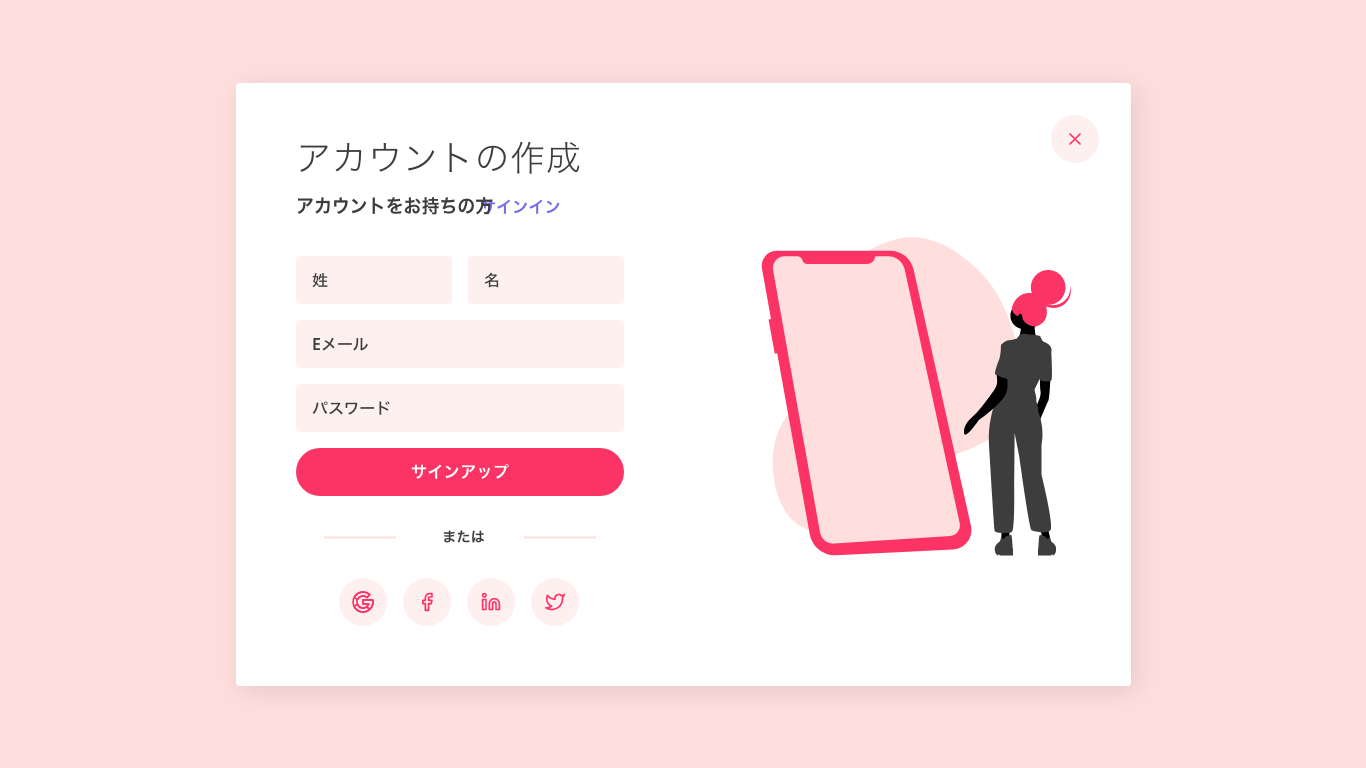 アカウントの作成
アカウントをお持ちの方 サインイン
姓 名
Eメール
パスワード
サインアップ
または